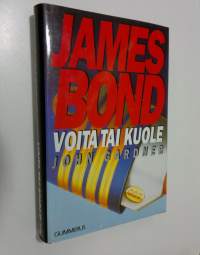 JAMES
BOND
VOITA TAI KUOLE
JOHN GARDNER
GUMMERUS